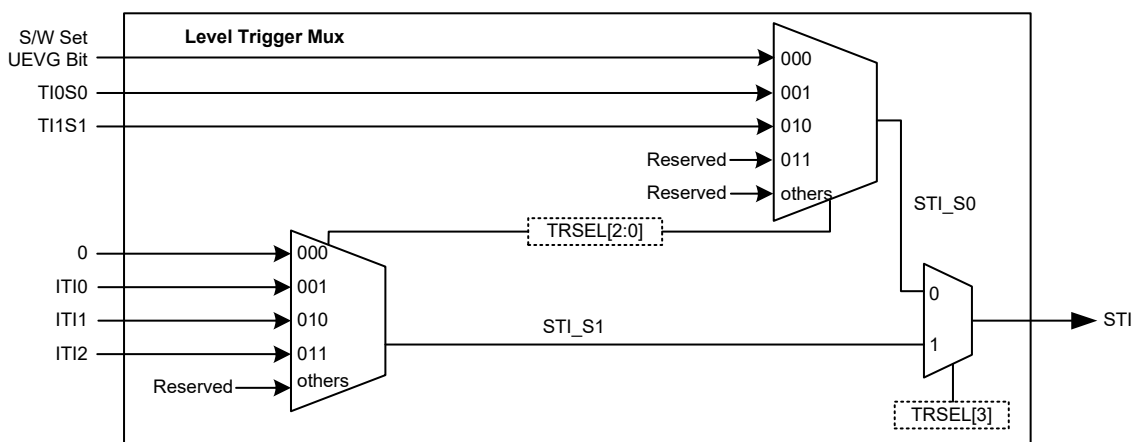 S/W Set
UEVG Bit
Level Trigger Mux
000
TI0S0
001
TI1S1
010
Reserved
011
Reserved
others
STI_S0
TRSEL[2:0]
0
000
ITI0
001
0
ITI1
010
STI_S1
STI
ITI2
011
1
Reserved
others
TRSEL[3]